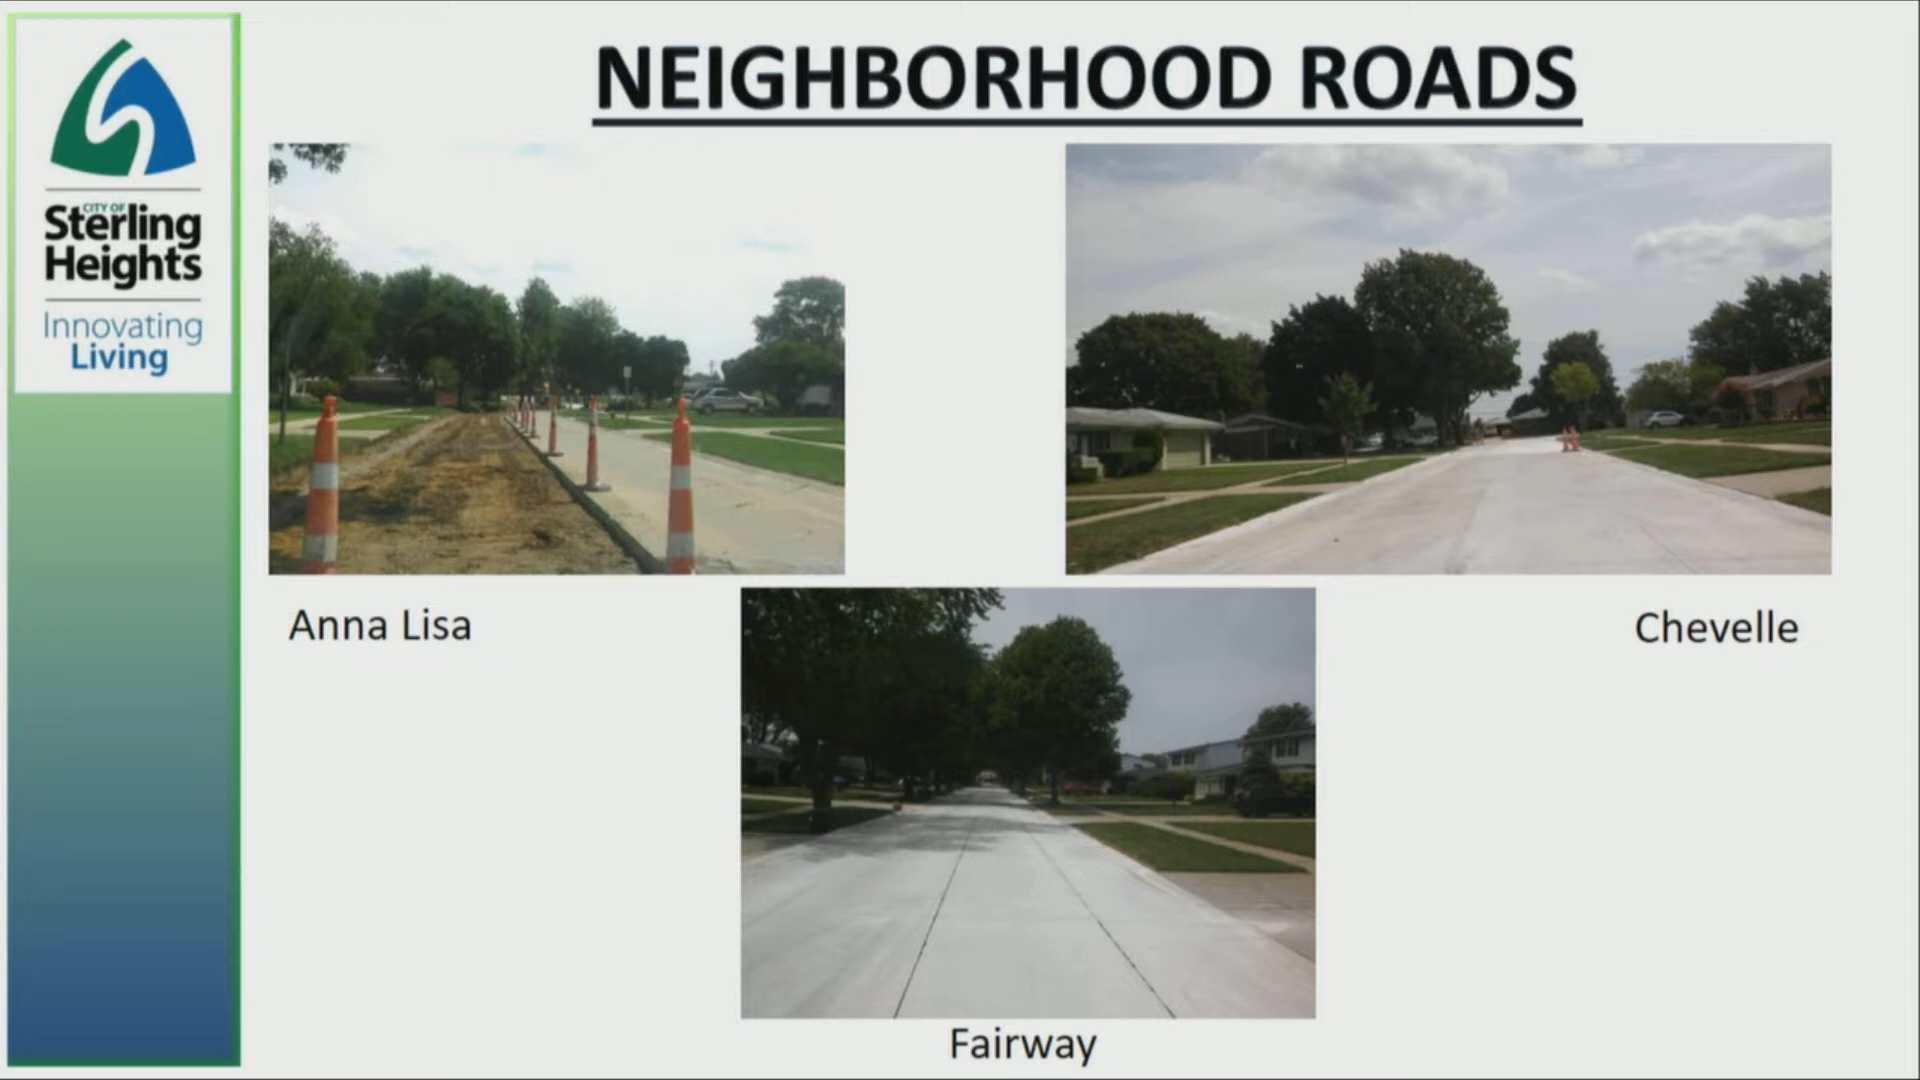 NEIGHBORHOOD ROADS
CITY OF
Sterling
Heights
Innovating
Living
Anna Lisa
Chevelle
Fairway